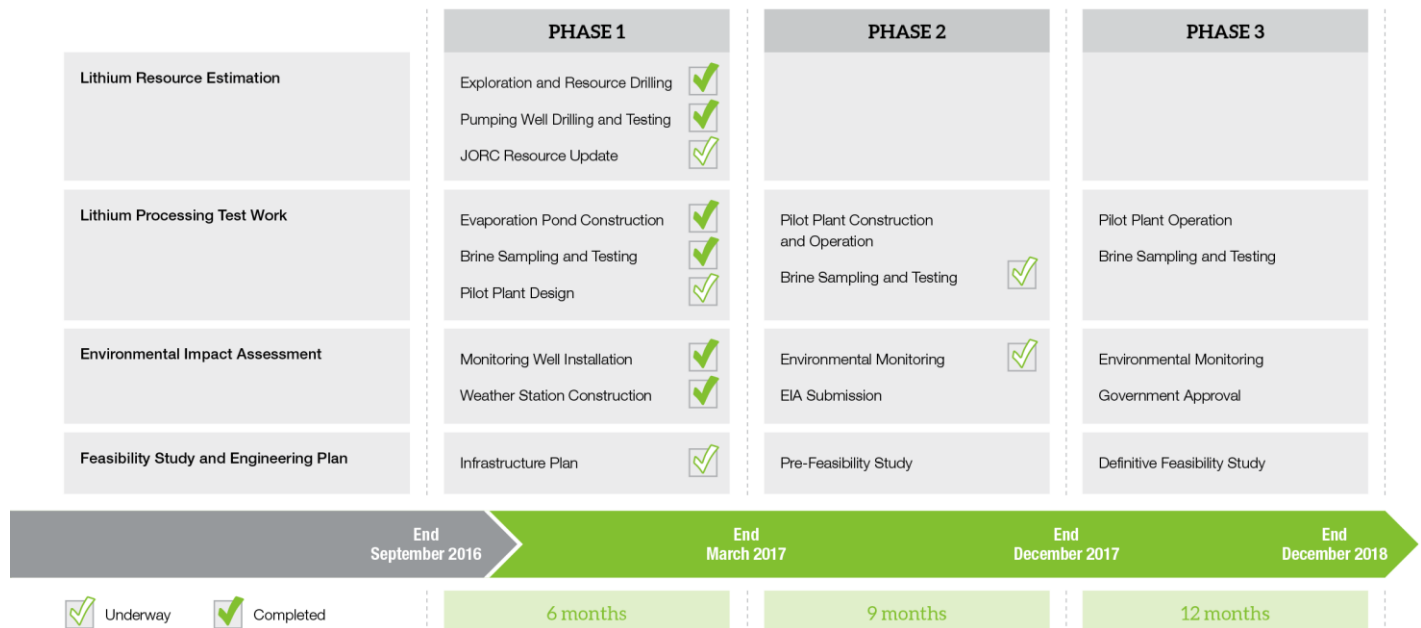 PHASE 1
PHASE 2
PHASE 3
Lithium Resource Estimation
Exploration and Resource Drilling
Pumping Well Drilling and Testing
JORC Resource Update
Lithium Processing Test Work
Evaporation Pond Construction
Brine Sampling and Testing
Pilot Plant Design
Pilot Plant Construction
and Operation
Brine Sampling and Testing
Pilot Plant Operation
Brine Sampling and Testing
Environmental Impact Assessment
Monitoring Well Installation
Weather Station Construction
Environmental Monitoring
EIA Submission
Environmental Monitoring
Government Approval
Feasibility Study and Engineering Plan
Infrastructure Plan
Pre-Feasibility Study
Definitive Feasibility Study
End
September 2016
End
March 2017
End
December 2017
End
December 2018
Underway
Completed
6 months
9 months
12 months